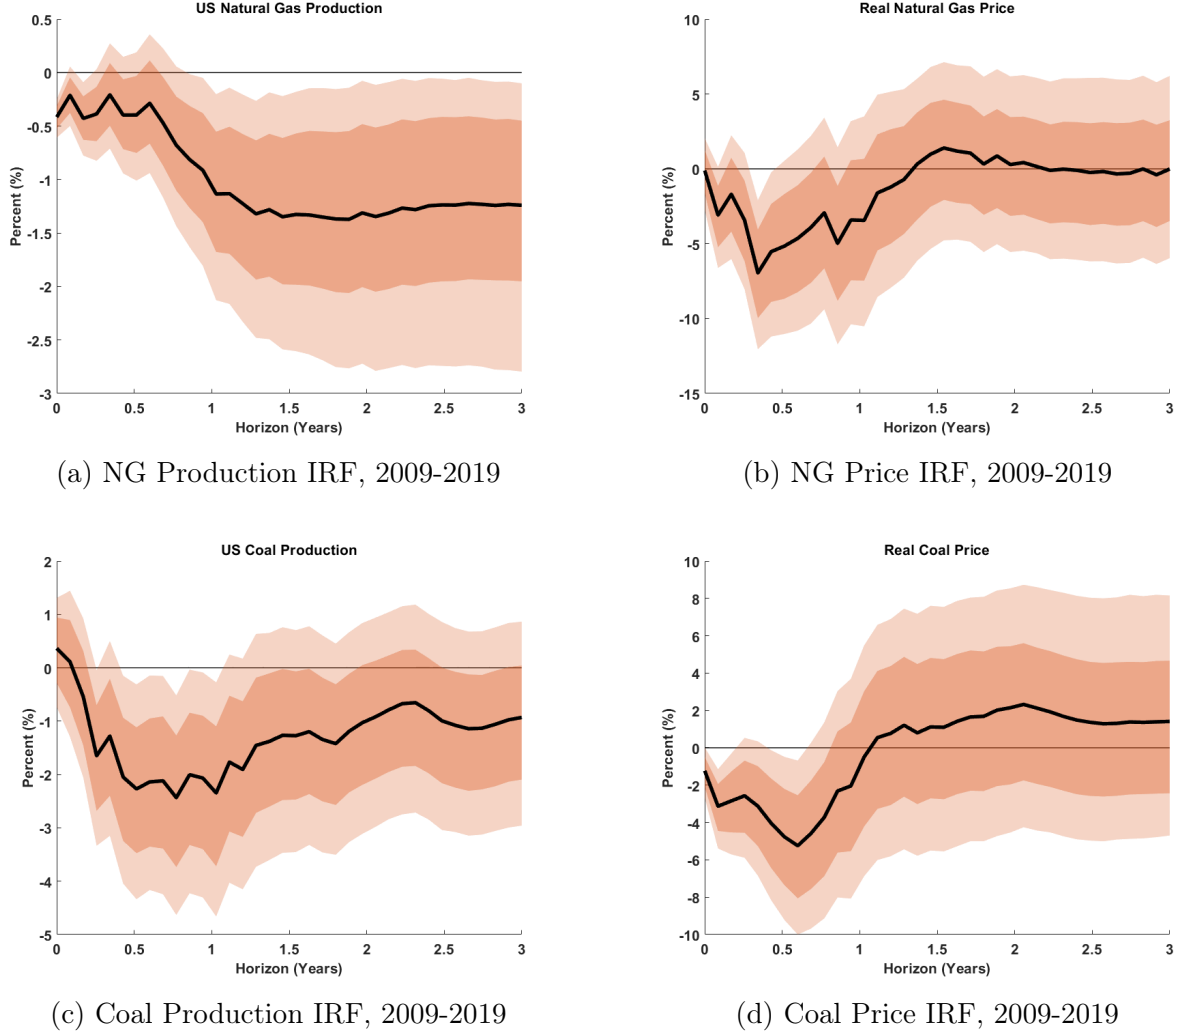 US Natural Gas Production
0.5
0
-0.5
-1
-1.5
-2
-2.5
-3
Percent (%)
0 0.5 1 1.5 2 2.5 3
Horizon (Years)
(a) NG Production IRF, 2009-2019
Real Natural Gas Price
10
5
0
-5
-10
-15
Percent (%)
0 0.5 1 1.5 2 2.5 3
Horizon (Years)
(b) NG Price IRF, 2009-2019
US Coal Production
2
1
0
-1
-2
-3
-4
-5
Percent (%)
0 0.5 1 1.5 2 2.5 3
Horizon (Years)
(c) Coal Production IRF, 2009-2019
Real Coal Price
10
8
6
4
2
0
-2
-4
-6
-8
-10
Percent (%)
0 0.5 1 1.5 2 2.5 3
Horizon (Years)
(d) Coal Price IRF, 2009-2019